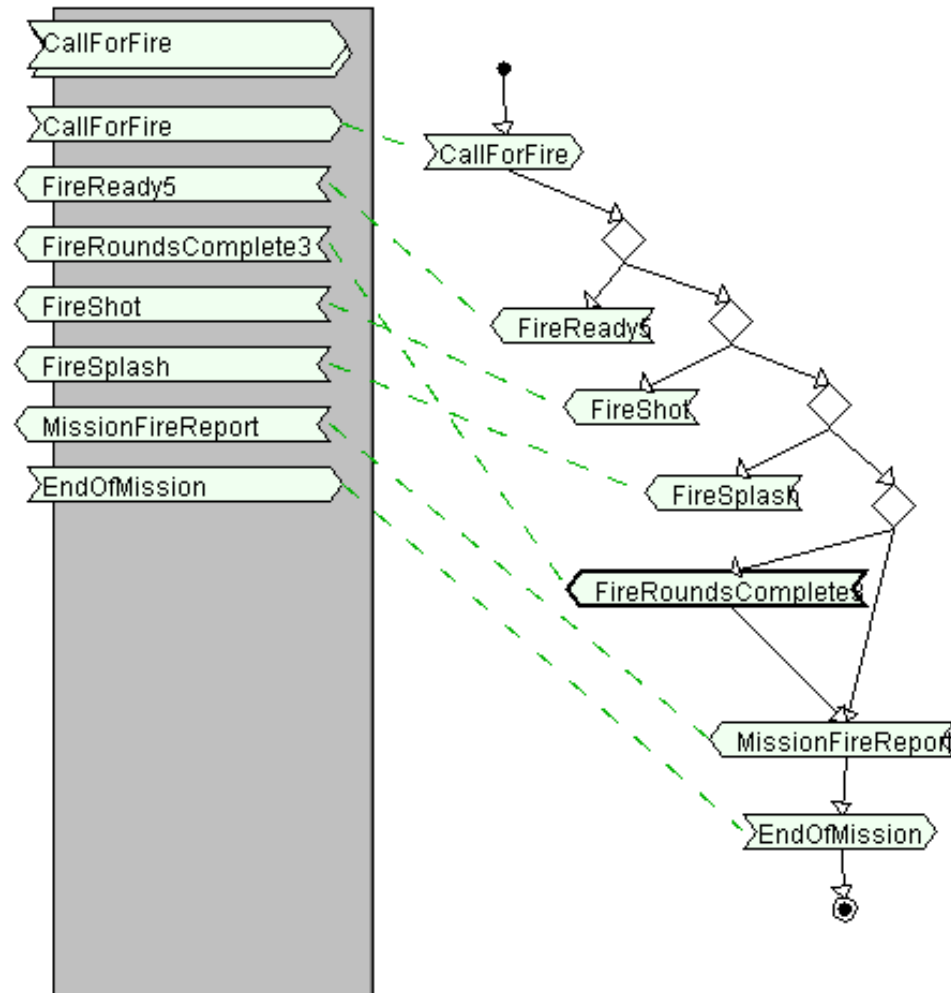 CallForFire
CallForFire
FireReady5
FireRoundsComplete3
FireShot
FireSplash
MissionFireReport
EndOfMission
CallForFire
FireReady5
FireShot
FireSplash
FireRoundsComplete3
MissionFireReport
EndOfMission